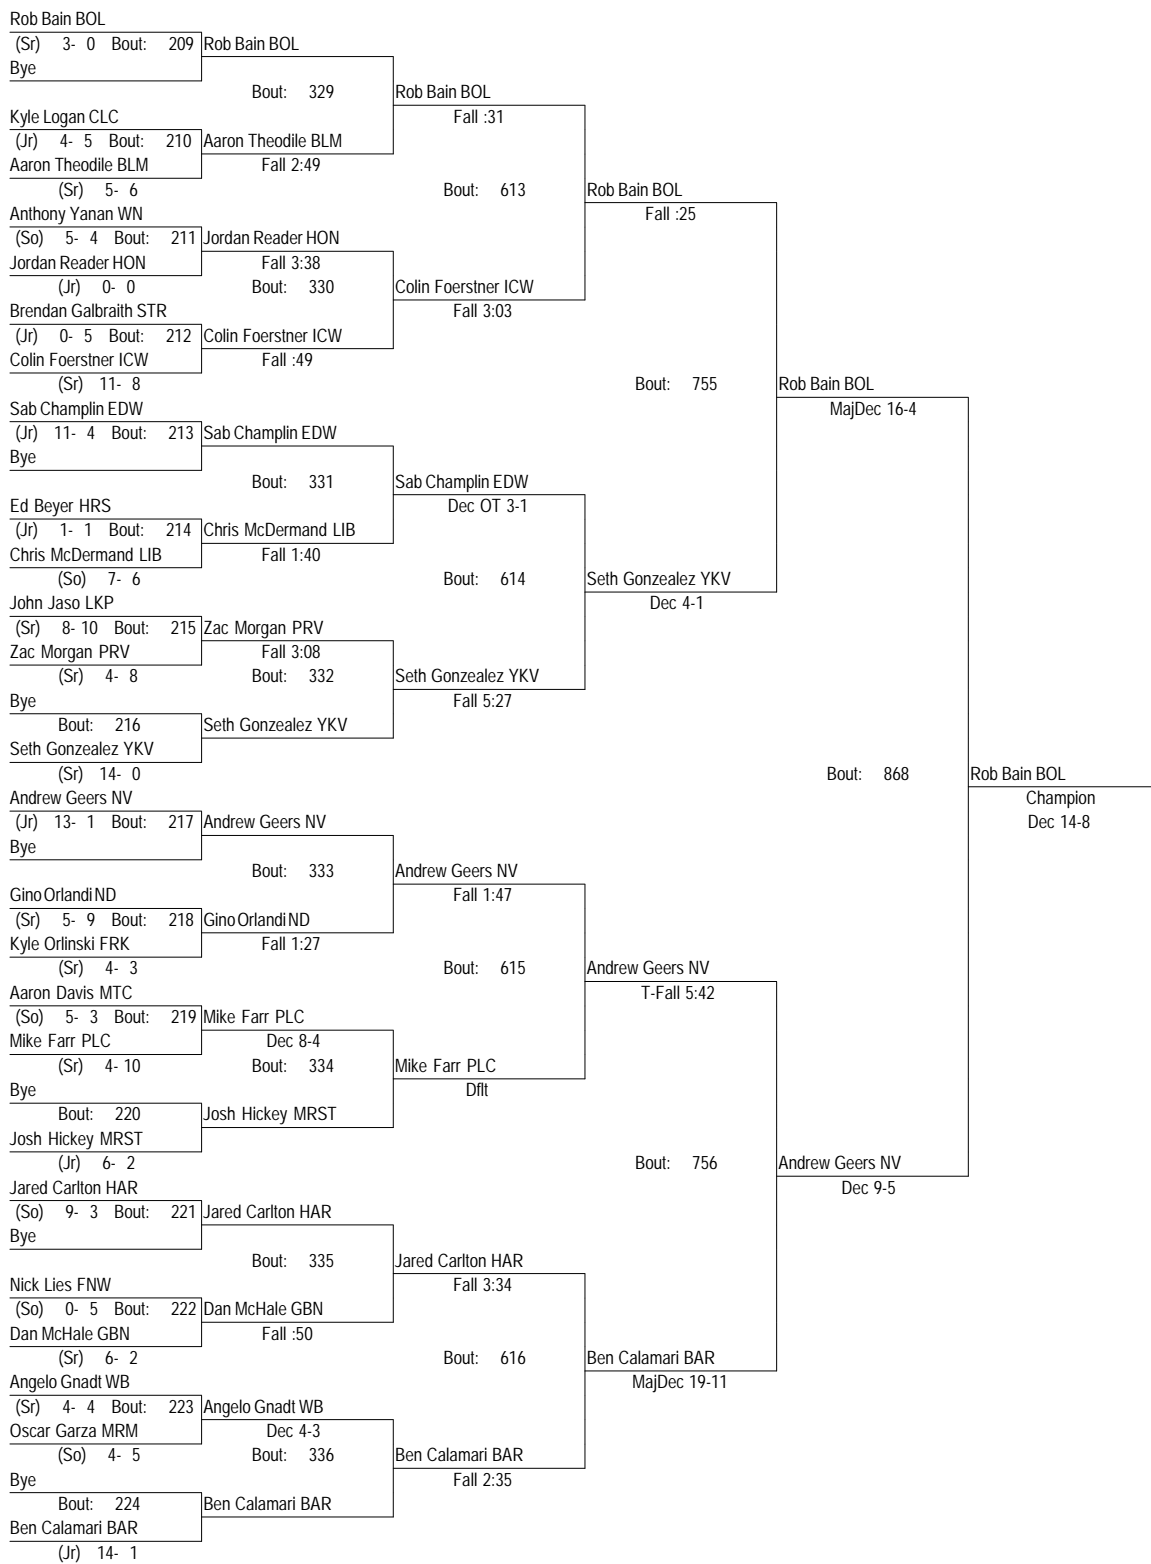 Rob Bain BOL
(Sr) 3- 0 Bout: 209 Rob Bain BOL
Bye
Bout: 329 Rob Bain BOL
Kyle Logan CLC Fall :31
(Jr) 4- 5 Bout: 210 Aaron Theodile BLM
Aaron Theodile BLM Fall 2:49
(Sr) 5- 6 Bout: 613 Rob Bain BOL
Anthony Yanan WN Fall :25
(So) 5- 4 Bout: 211 Jordan Reader HON
Jordan Reader HON Fall 3:38
(Jr) 0- 0 Bout: 330 Colin Foerstner ICW
Brendan Galbraith STR Fall 3:03
(Jr) 0- 5 Bout: 212 Colin Foerstner ICW
Colin Foerstner ICW Fall :49
(Sr) 11- 8 Bout: 755 Rob Bain BOL
Sab Champlin EDW MajDec 16-4
(Jr) 11- 4 Bout: 213 Sab Champlin EDW
Bye
Bout: 331 Sab Champlin EDW
Ed Beyer HRS Dec OT 3-1
(Jr) 1- 1 Bout: 214 Chris McDermand LIB
Chris McDermand LIB Fall 1:40
(So) 7- 6 Bout: 614 Seth Gonzealez YKV
John Jaso LKP Dec 4-1
(Sr) 8- 10 Bout: 215 Zac Morgan PRV
Zac Morgan PRV Fall 3:08
(Sr) 4- 8 Bout: 332 Seth Gonzealez YKV
Bye Fall 5:27
Bout: 216 Seth Gonzealez YKV
Seth Gonzealez YKV
(Sr) 14- 0 Bout: 868 Rob Bain BOL
Andrew Geers NV Champion
(Jr) 13- 1 Bout: 217 Andrew Geers NV Dec 14-8
Bye
Bout: 333 Andrew Geers NV
Gino Orlandi ND Fall 1:47
(Sr) 5- 9 Bout: 218 Gino Orlandi ND
Kyle Orlinski FRK Fall 1:27
(Sr) 4- 3 Bout: 615 Andrew Geers NV
Aaron Davis MTC T-Fall 5:42
(So) 5- 3 Bout: 219 Mike Farr PLC
Mike Farr PLC Dec 8-4
(Sr) 4- 10 Bout: 334 Mike Farr PLC
Bye Dflt
Bout: 220 Josh Hickey MRST
Josh Hickey MRST
(Jr) 6- 2 Bout: 756 Andrew Geers NV
Jared Carlton HAR Dec 9-5
(So) 9- 3 Bout: 221 Jared Carlton HAR
Bye
Bout: 335 Jared Carlton HAR
Nick Lies FNW Fall 3:34
(So) 0- 5 Bout: 222 Dan McHale GBN
Dan McHale GBN Fall :50
(Sr) 6- 2 Bout: 616 Ben Calamari BAR
Angelo Gnadt WB MajDec 19-11
(Sr) 4- 4 Bout: 223 Angelo Gnadt WB
Oscar Garza MRM Dec 4-3
(So) 4- 5 Bout: 336 Ben Calamari BAR
Bye Fall 2:35
Bout: 224 Ben Calamari BAR
Ben Calamari BAR
(Jr) 14- 1